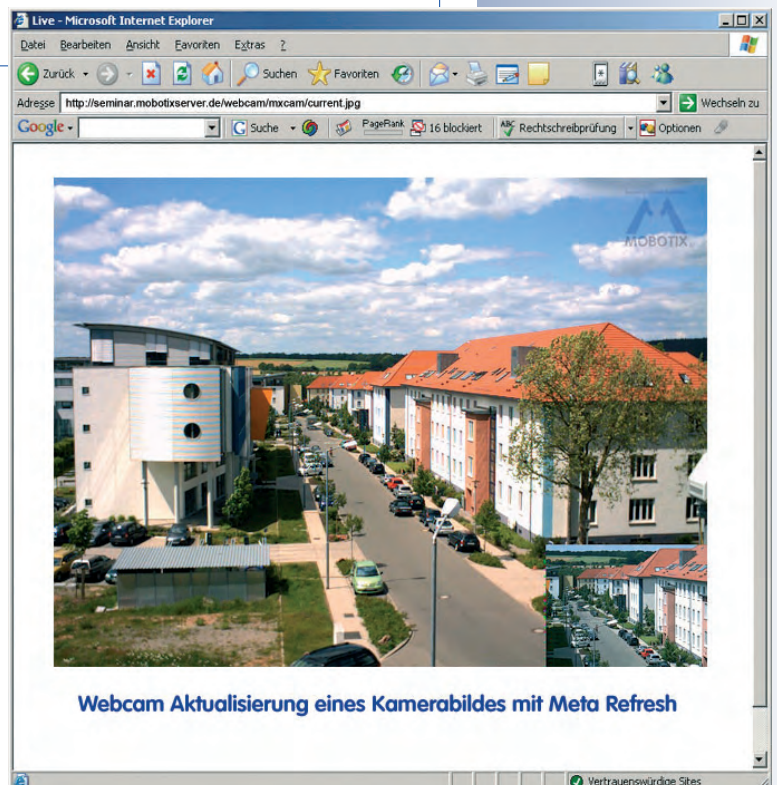 Live - Microsoft Internet Explorer
Datei Bearbeiten Ansicht Favoriten Extras ?
Zurück Suchen Favoriten
Adresse http://seminar.mobotixserver.de/webcam/mxcam/current.jpg Wechseln zu
Google Suche PageRank 16 blockiert ABC Rechtschreibprüfung Optionen
MOBOTIX
Webcam Aktualisierung eines Kamerabildes mit Meta Refresh
Vertrauenswürdige Sites